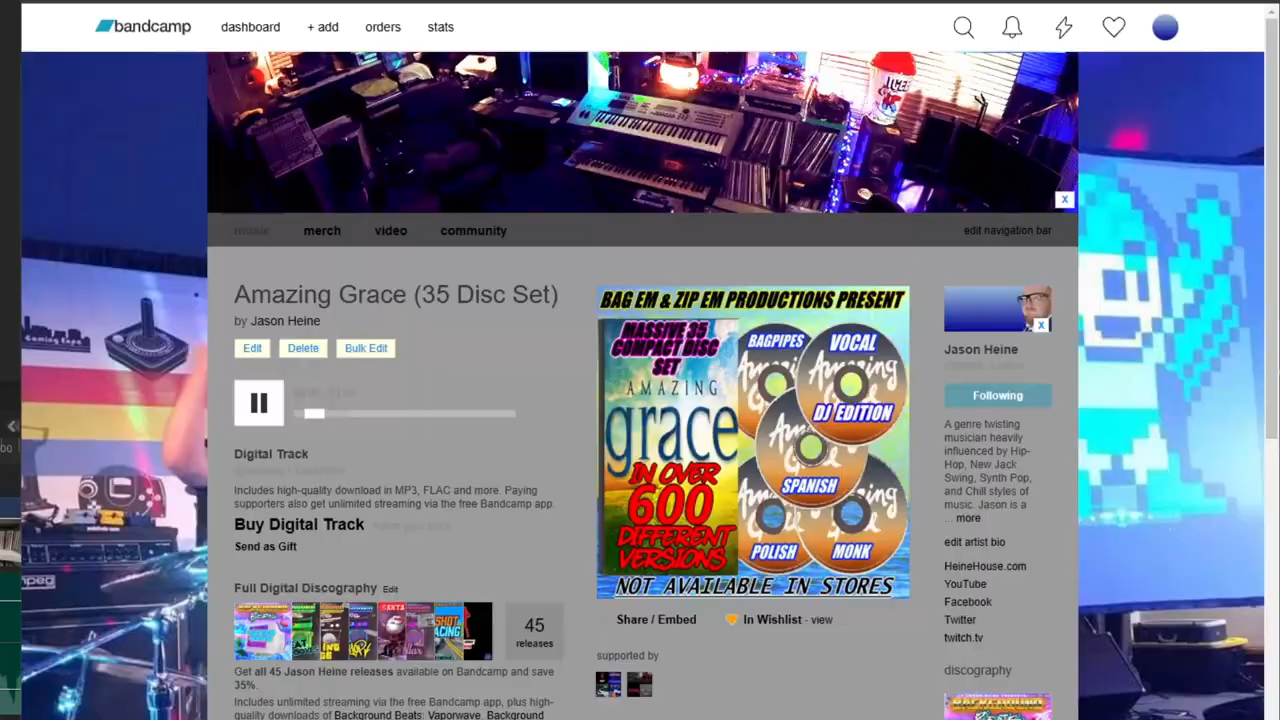 bandcamp dashboard + add orders stats
X
music merch video community edit navigation bar
Amazing Grace (35 Disc Set)
by Jason Heine
Edit Delete Bulk Edit
Digital Track
Includes high-quality download in MP3, FLAC and more. Paying
supporters also get unlimited streaming via the free Bandcamp app.
Buy Digital Track
Send as Gift
Full Digital Discography Edit
45
releases
Get all 45 Jason Heine releases available on Bandcamp and save
35%.
Includes unlimited streaming via the free Bandcamp app, plus high-
quality downloads of Background Beats: Vaporwave, Background
BAG EM & ZIP EM PRODUCTIONS PRESENT
MASSIVE 35
COMPACT DISC
SET
AMAZING
grace
IN OVER
600
DIFFERENT
VERSIONS
BAGPIPES
VOCAL
DJ EDITION
SPANISH
POLISH
MONK
NOT AVAILABLE IN STORES
Share / Embed In Wishlist - view
supported by
X
Jason Heine
Following
A genre twisting
musician heavily
influenced by Hip-
Hop, New Jack
Swing, Synth Pop,
and Chill styles of
music. Jason is a
... more
edit artist bio
HeineHouse.com
YouTube
Facebook
Twitter
twitch.tv
discography
BACKGROUND